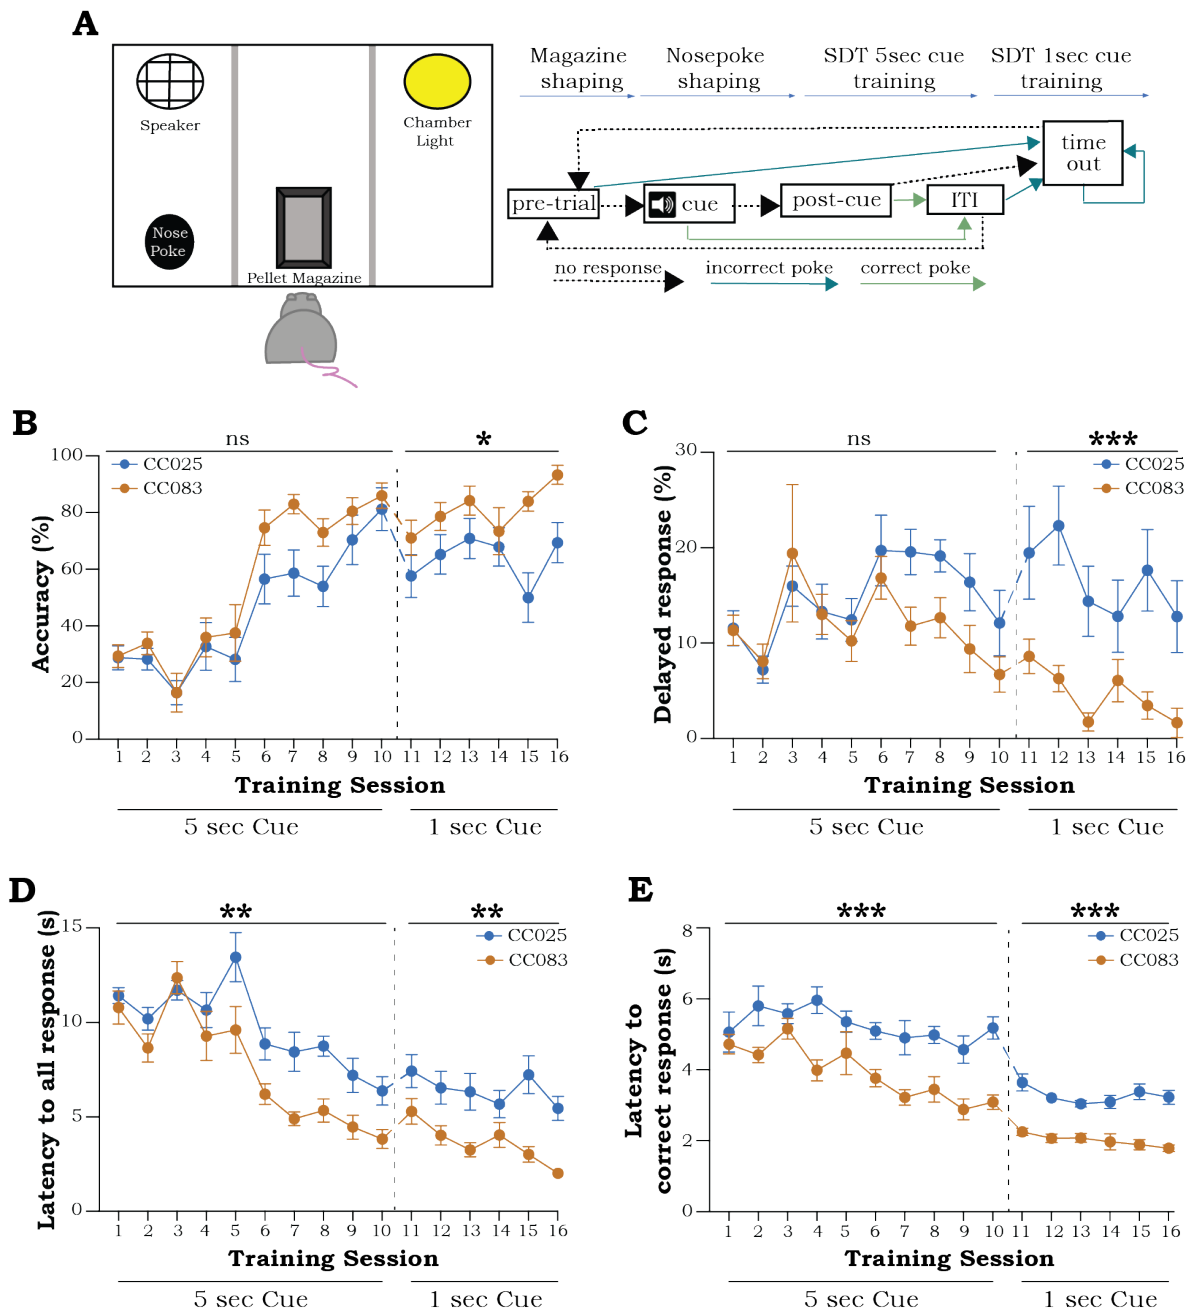 A
Speaker
Chamber
Light
Nose
Poke
Pellet Magazine
Magazine
shaping
Nosepoke
shaping
SDT 5sec cue
training
SDT 1sec cue
training
time
out
pre-trial
cue
post-cue
ITI
no response
incorrect poke
correct poke
B
ns
*
CC025
CC083
Accuracy (%)
100
80
60
40
20
0
1 2 3 4 5 6 7 8 9 10 11 12 13 14 15 16
Training Session
5 sec Cue
1 sec Cue
C
ns
***
CC025
CC083
Delayed response (%)
30
20
10
0
1 2 3 4 5 6 7 8 9 10 11 12 13 14 15 16
Training Session
5 sec Cue
1 sec Cue
D
**
**
CC025
CC083
Latency to all response (s)
15
10
5
0
1 2 3 4 5 6 7 8 9 10 11 12 13 14 15 16
Training Session
5 sec Cue
1 sec Cue
E
***
***
CC025
CC083
Latency to
correct response (s)
8
6
4
2
0
1 2 3 4 5 6 7 8 9 10 11 12 13 14 15 16
Training Session
5 sec Cue
1 sec Cue